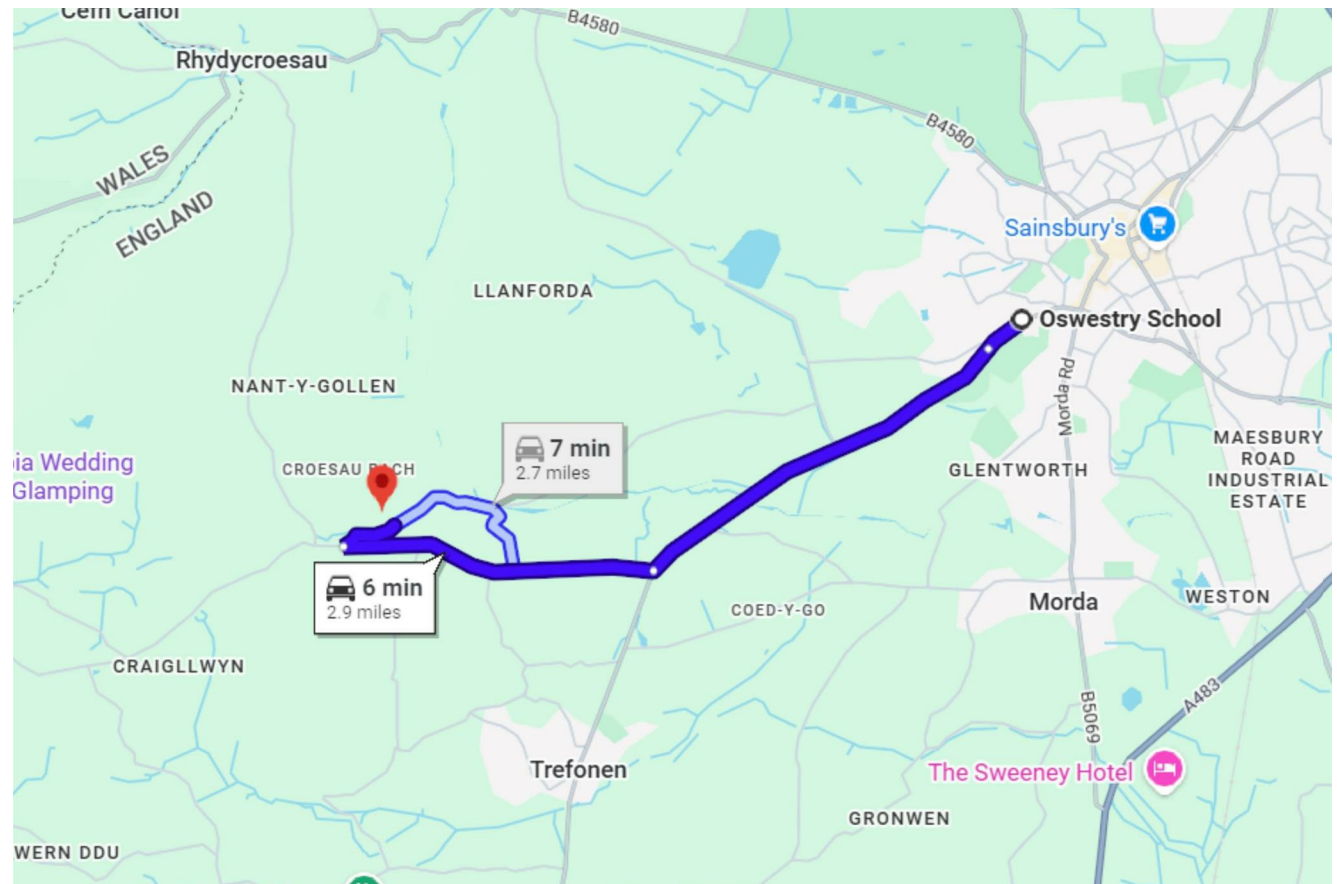 Cefn Canol
B4580
Rhydycroesau
B4580
WALES
ENGLAND
Sainsbury's
LLANFORDA
Oswestry School
NANT-Y-GOLLEN
Morda Rd
MAESBURY
ROAD
INDUSTRIAL
ESTATE
7 min
2.7 miles
ia Wedding
Glamping
CROESAU
GLENTWORTH
6 min
2.9 miles
COED-Y-GO
Morda
WESTON
CRAIGLLWYN
B5069
A483
Trefonen
The Sweeney Hotel
GRONWEN
WERN DDU